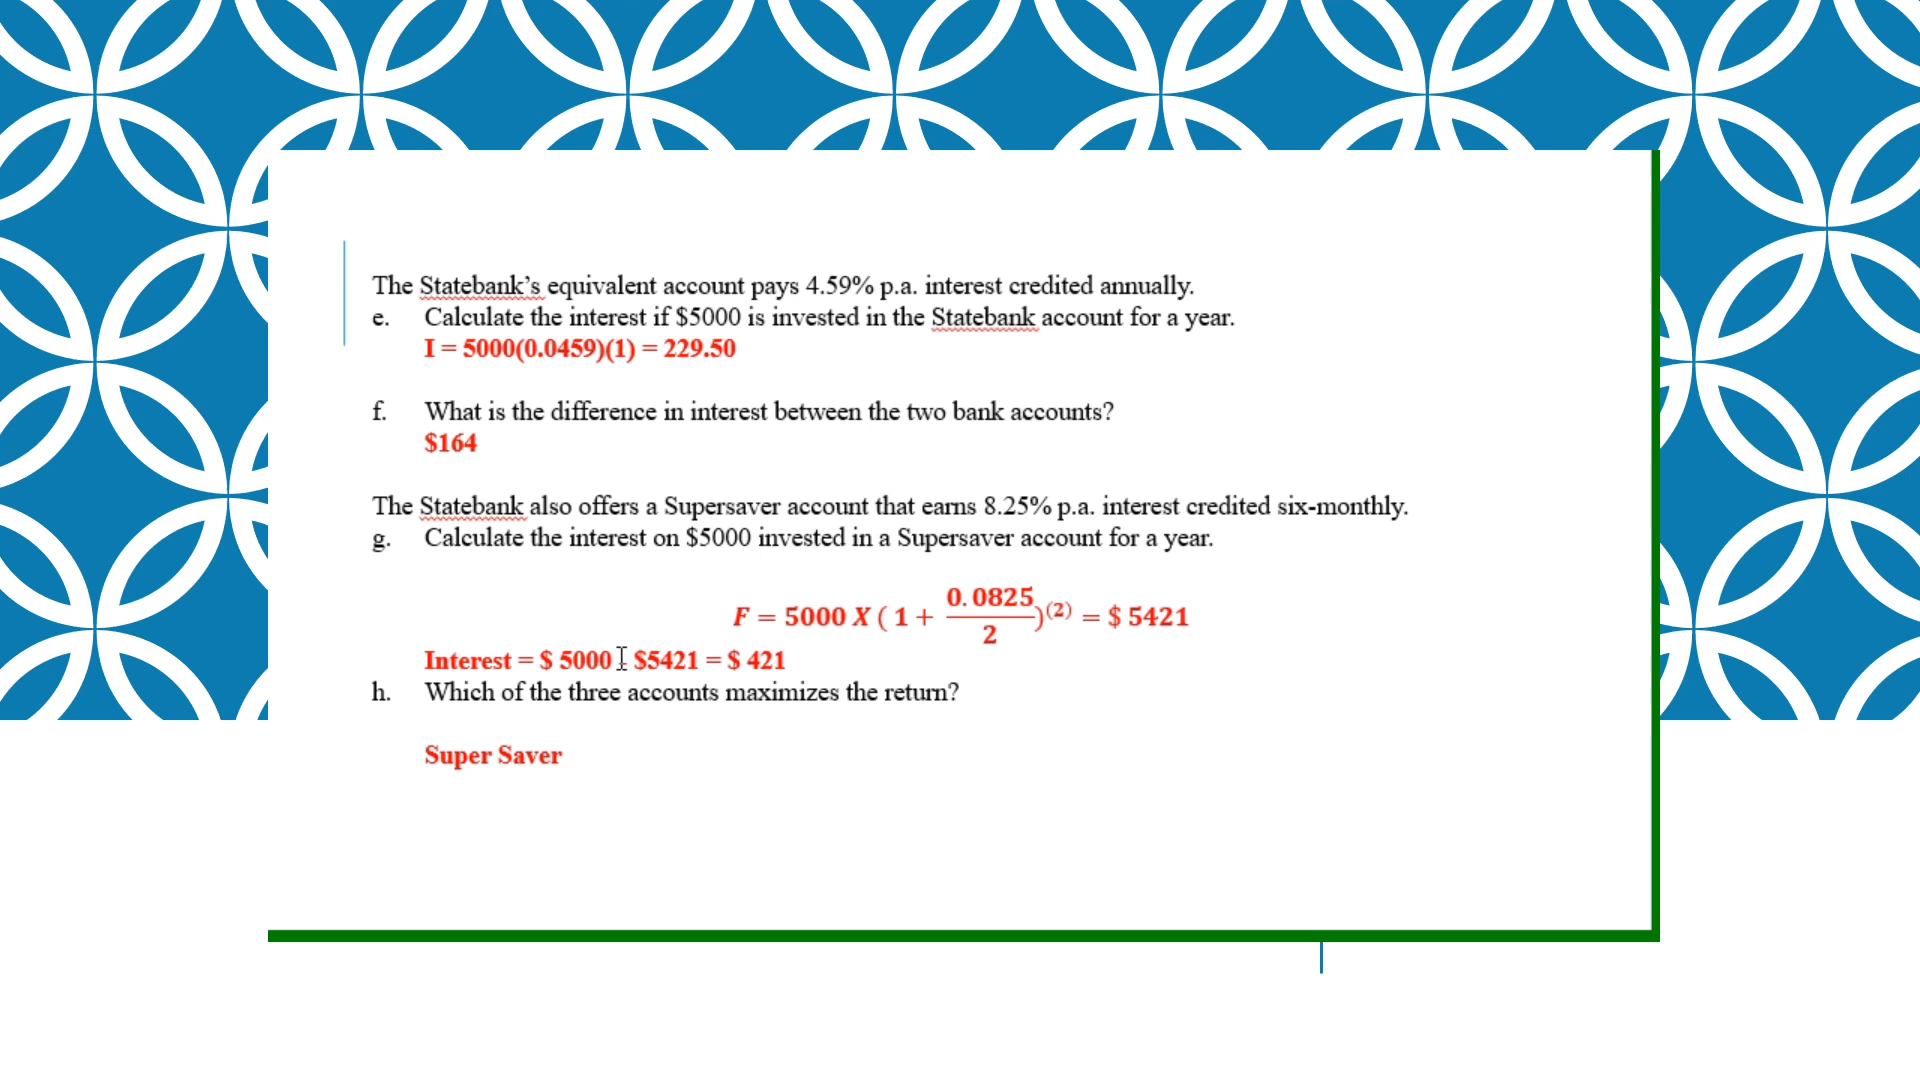 The Statebank’s equivalent account pays 4.59% p.a. interest credited annually.
e. Calculate the interest if $5000 is invested in the Statebank account for a year.
I = 5000(0.0459)(1) = 229.50
f. What is the difference in interest between the two bank accounts?
$164
The Statebank also offers a Supersaver account that earns 8.25% p.a. interest credited six-monthly.
g. Calculate the interest on $5000 invested in a Supersaver account for a year.
F = 5000 X ( 1 + 0.0825/2 )^(2) = $ 5421
Interest = $ 5000 - $5421 = $ 421
h. Which of the three accounts maximizes the return?
Super Saver